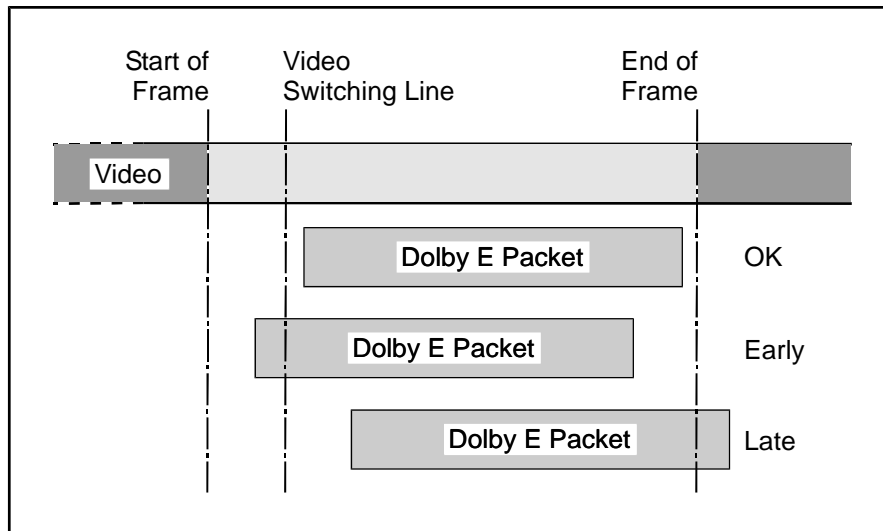 Start of
Frame
Video
Switching Line
End of
Frame
Video
Dolby E Packet
OK
Dolby E Packet
Early
Dolby E Packet
Late